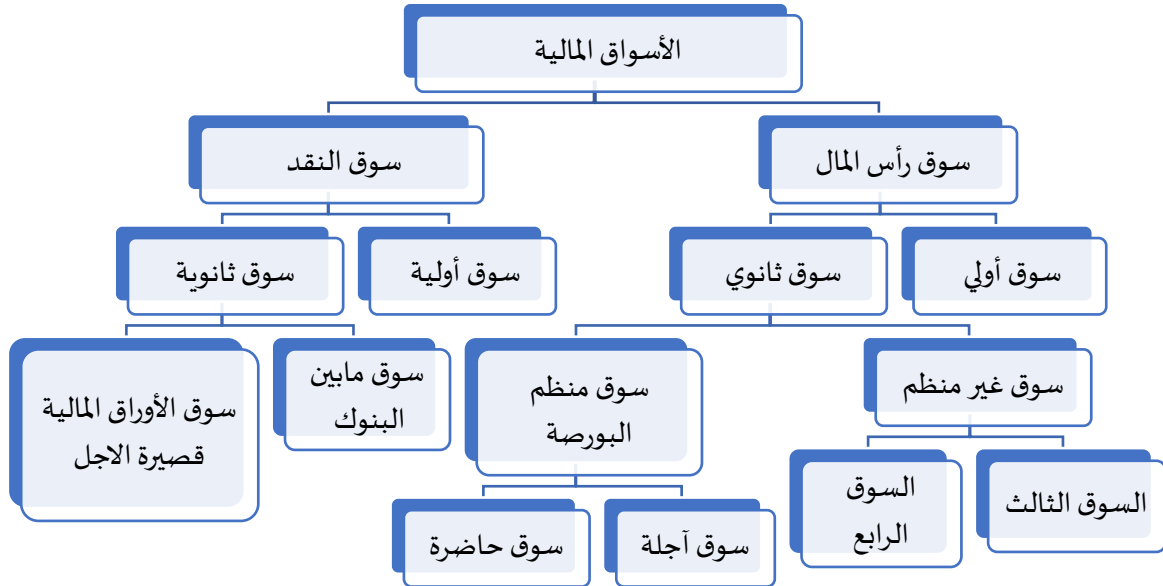 الأسواق المالية
سوق رأس المال
سوق النقد
سوق أولي
سوق ثانوي
سوق أولية
سوق ثانوية
سوق غير منظم
سوق منظم
البورصة
سوق مابين
البنوك
سوق الأوراق المالية
قصيرة الاجل
السوق الثالث
السوق
الرابع
سوق آجلة
سوق حاضرة